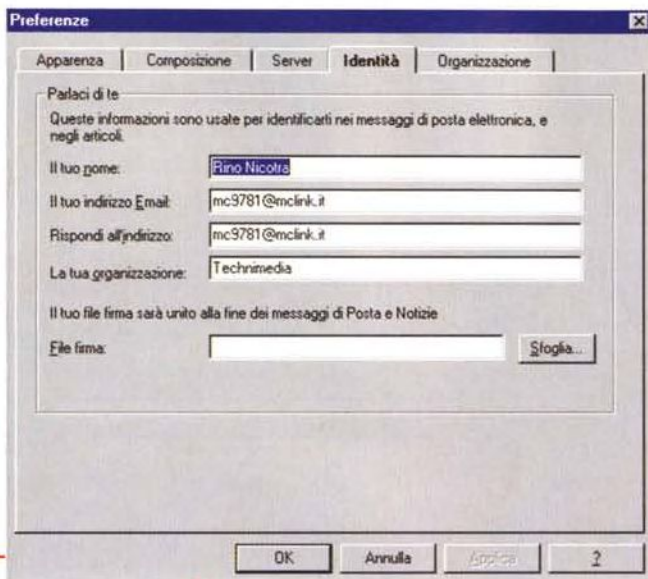 Preferenze
Apparenza
Composizione
Server
Identità
Organizzazione
Parlaci di te
Queste informazioni sono usate per identificarti nei messaggi di posta elettronica, e
negli articoli.
Il tuo nome: Rino Nicotra
Il tuo indirizzo Email: mc9781@mclink.it
Rispondi all'indirizzo: mc9781@mclink.it
La tua organizzazione: Technimedia
Il tuo file firma sarà unito alla fine dei messaggi di Posta e Notizie
File firma: Sfoglia...
OK
Annulla
Applica
?